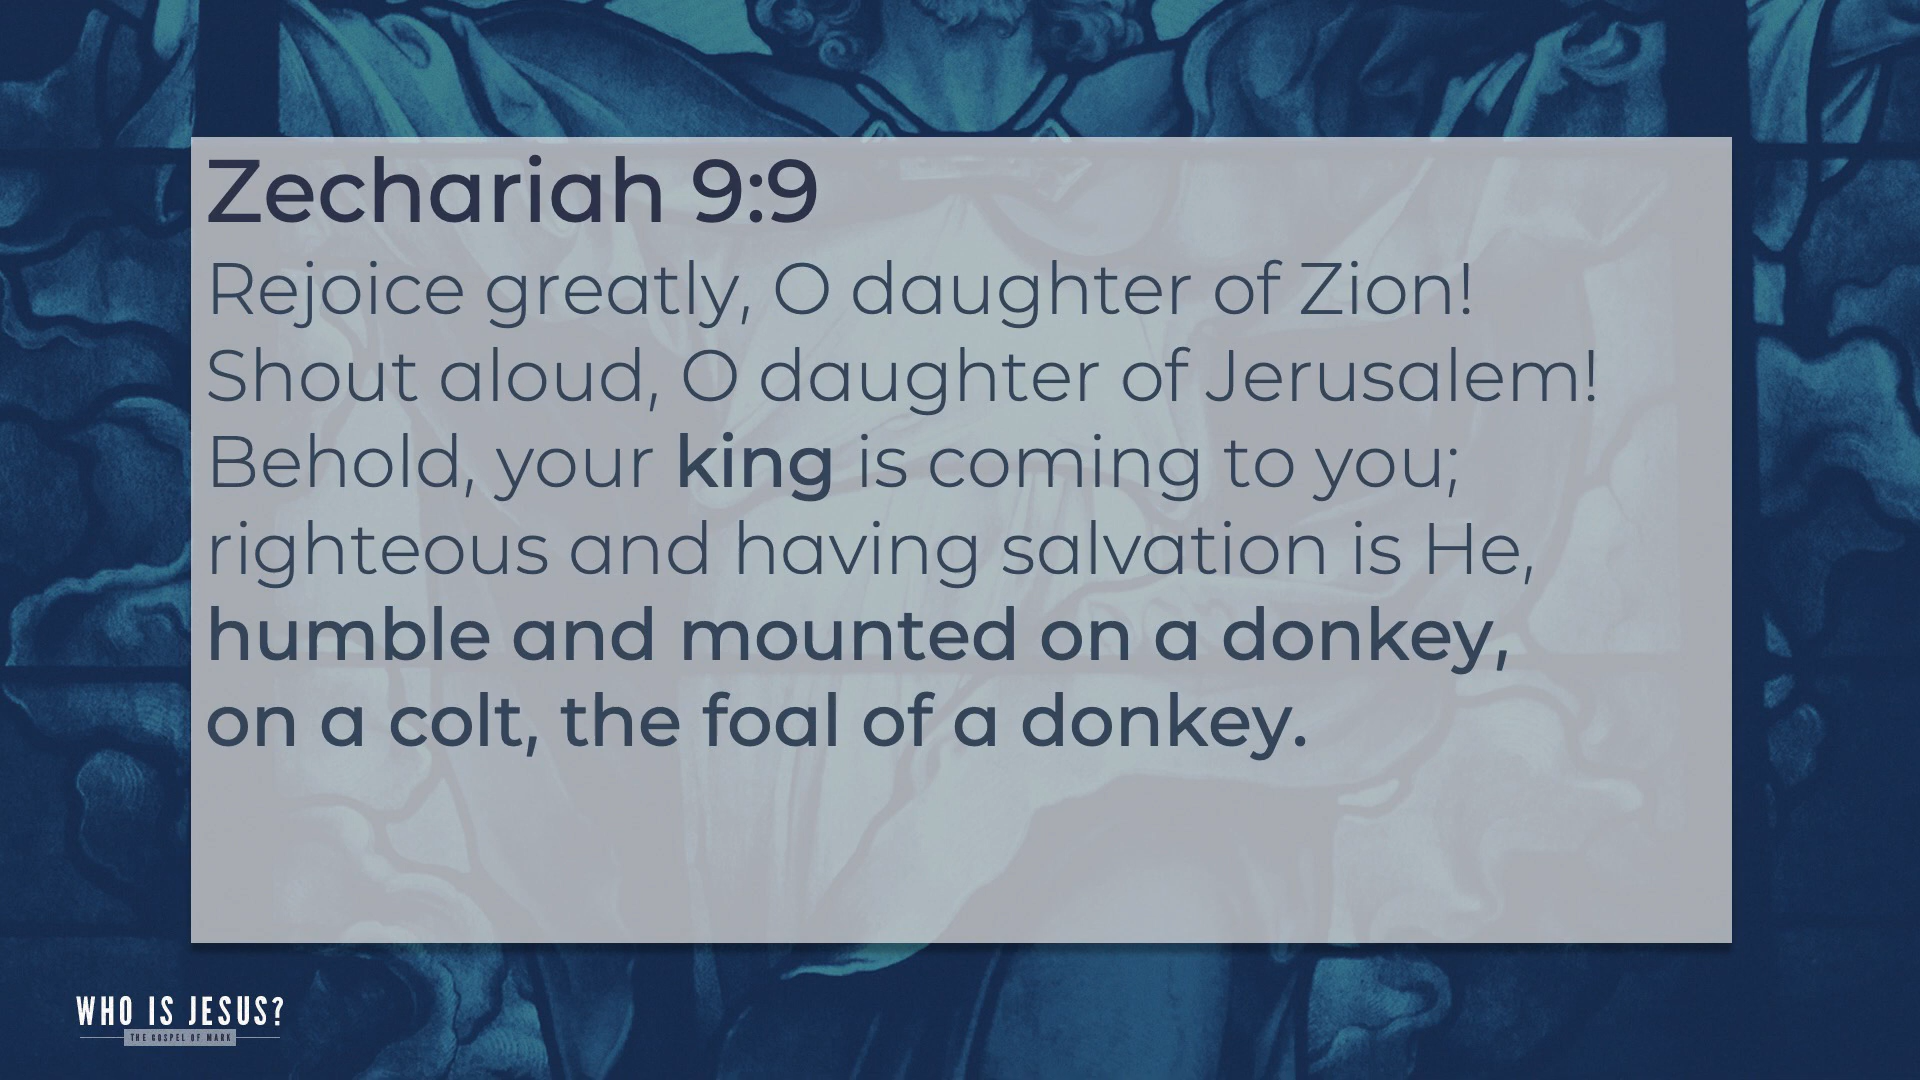 Zechariah 9:9
Rejoice greatly, O daughter of Zion!
Shout aloud, O daughter of Jerusalem!
Behold, your king is coming to you;
righteous and having salvation is He,
humble and mounted on a donkey,
on a colt, the foal of a donkey.
WHO IS JESUS?
THE GOSPEL OF MARK